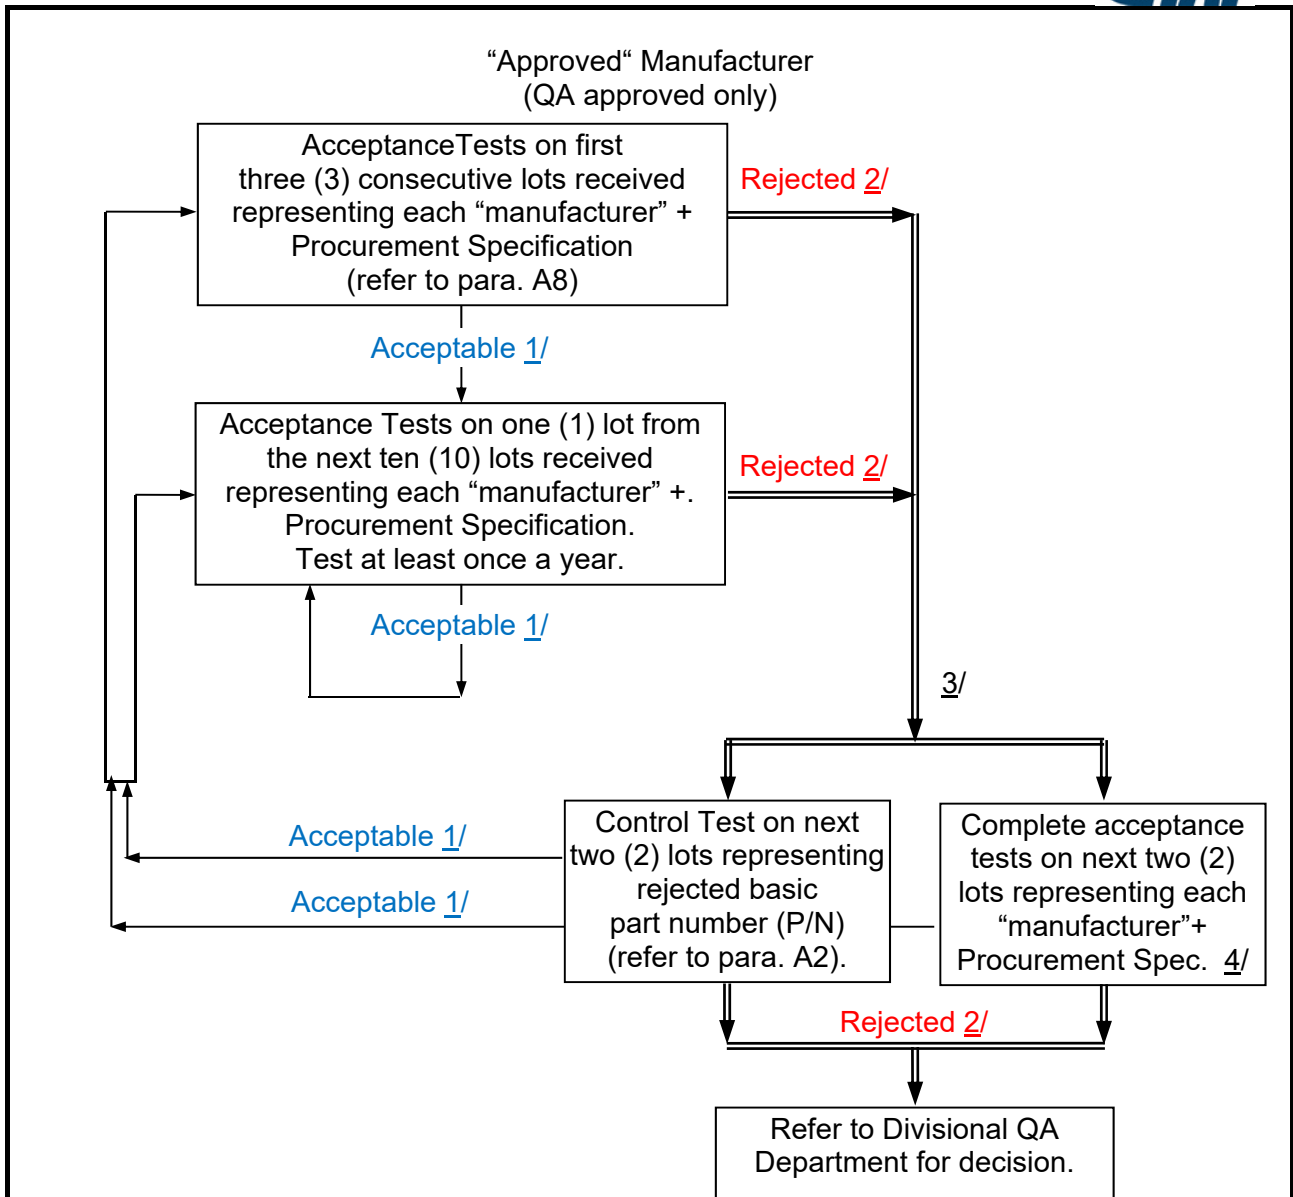 “Approved“ Manufacturer
(QA approved only)
AcceptanceTests on first
three (3) consecutive lots received
representing each “manufacturer” +
Procurement Specification
(refer to para. A8)
Rejected 2/
Acceptable 1/
Acceptance Tests on one (1) lot from
the next ten (10) lots received
representing each “manufacturer” +.
Procurement Specification.
Test at least once a year.
Rejected 2/
Acceptable 1/
3/
Acceptable 1/
Acceptable 1/
Control Test on next
two (2) lots representing
rejected basic
part number (P/N)
(refer to para. A2).
Complete acceptance
tests on next two (2)
lots representing each
“manufacturer”+
Procurement Spec. 4/
Rejected 2/
Refer to Divisional QA
Department for decision.